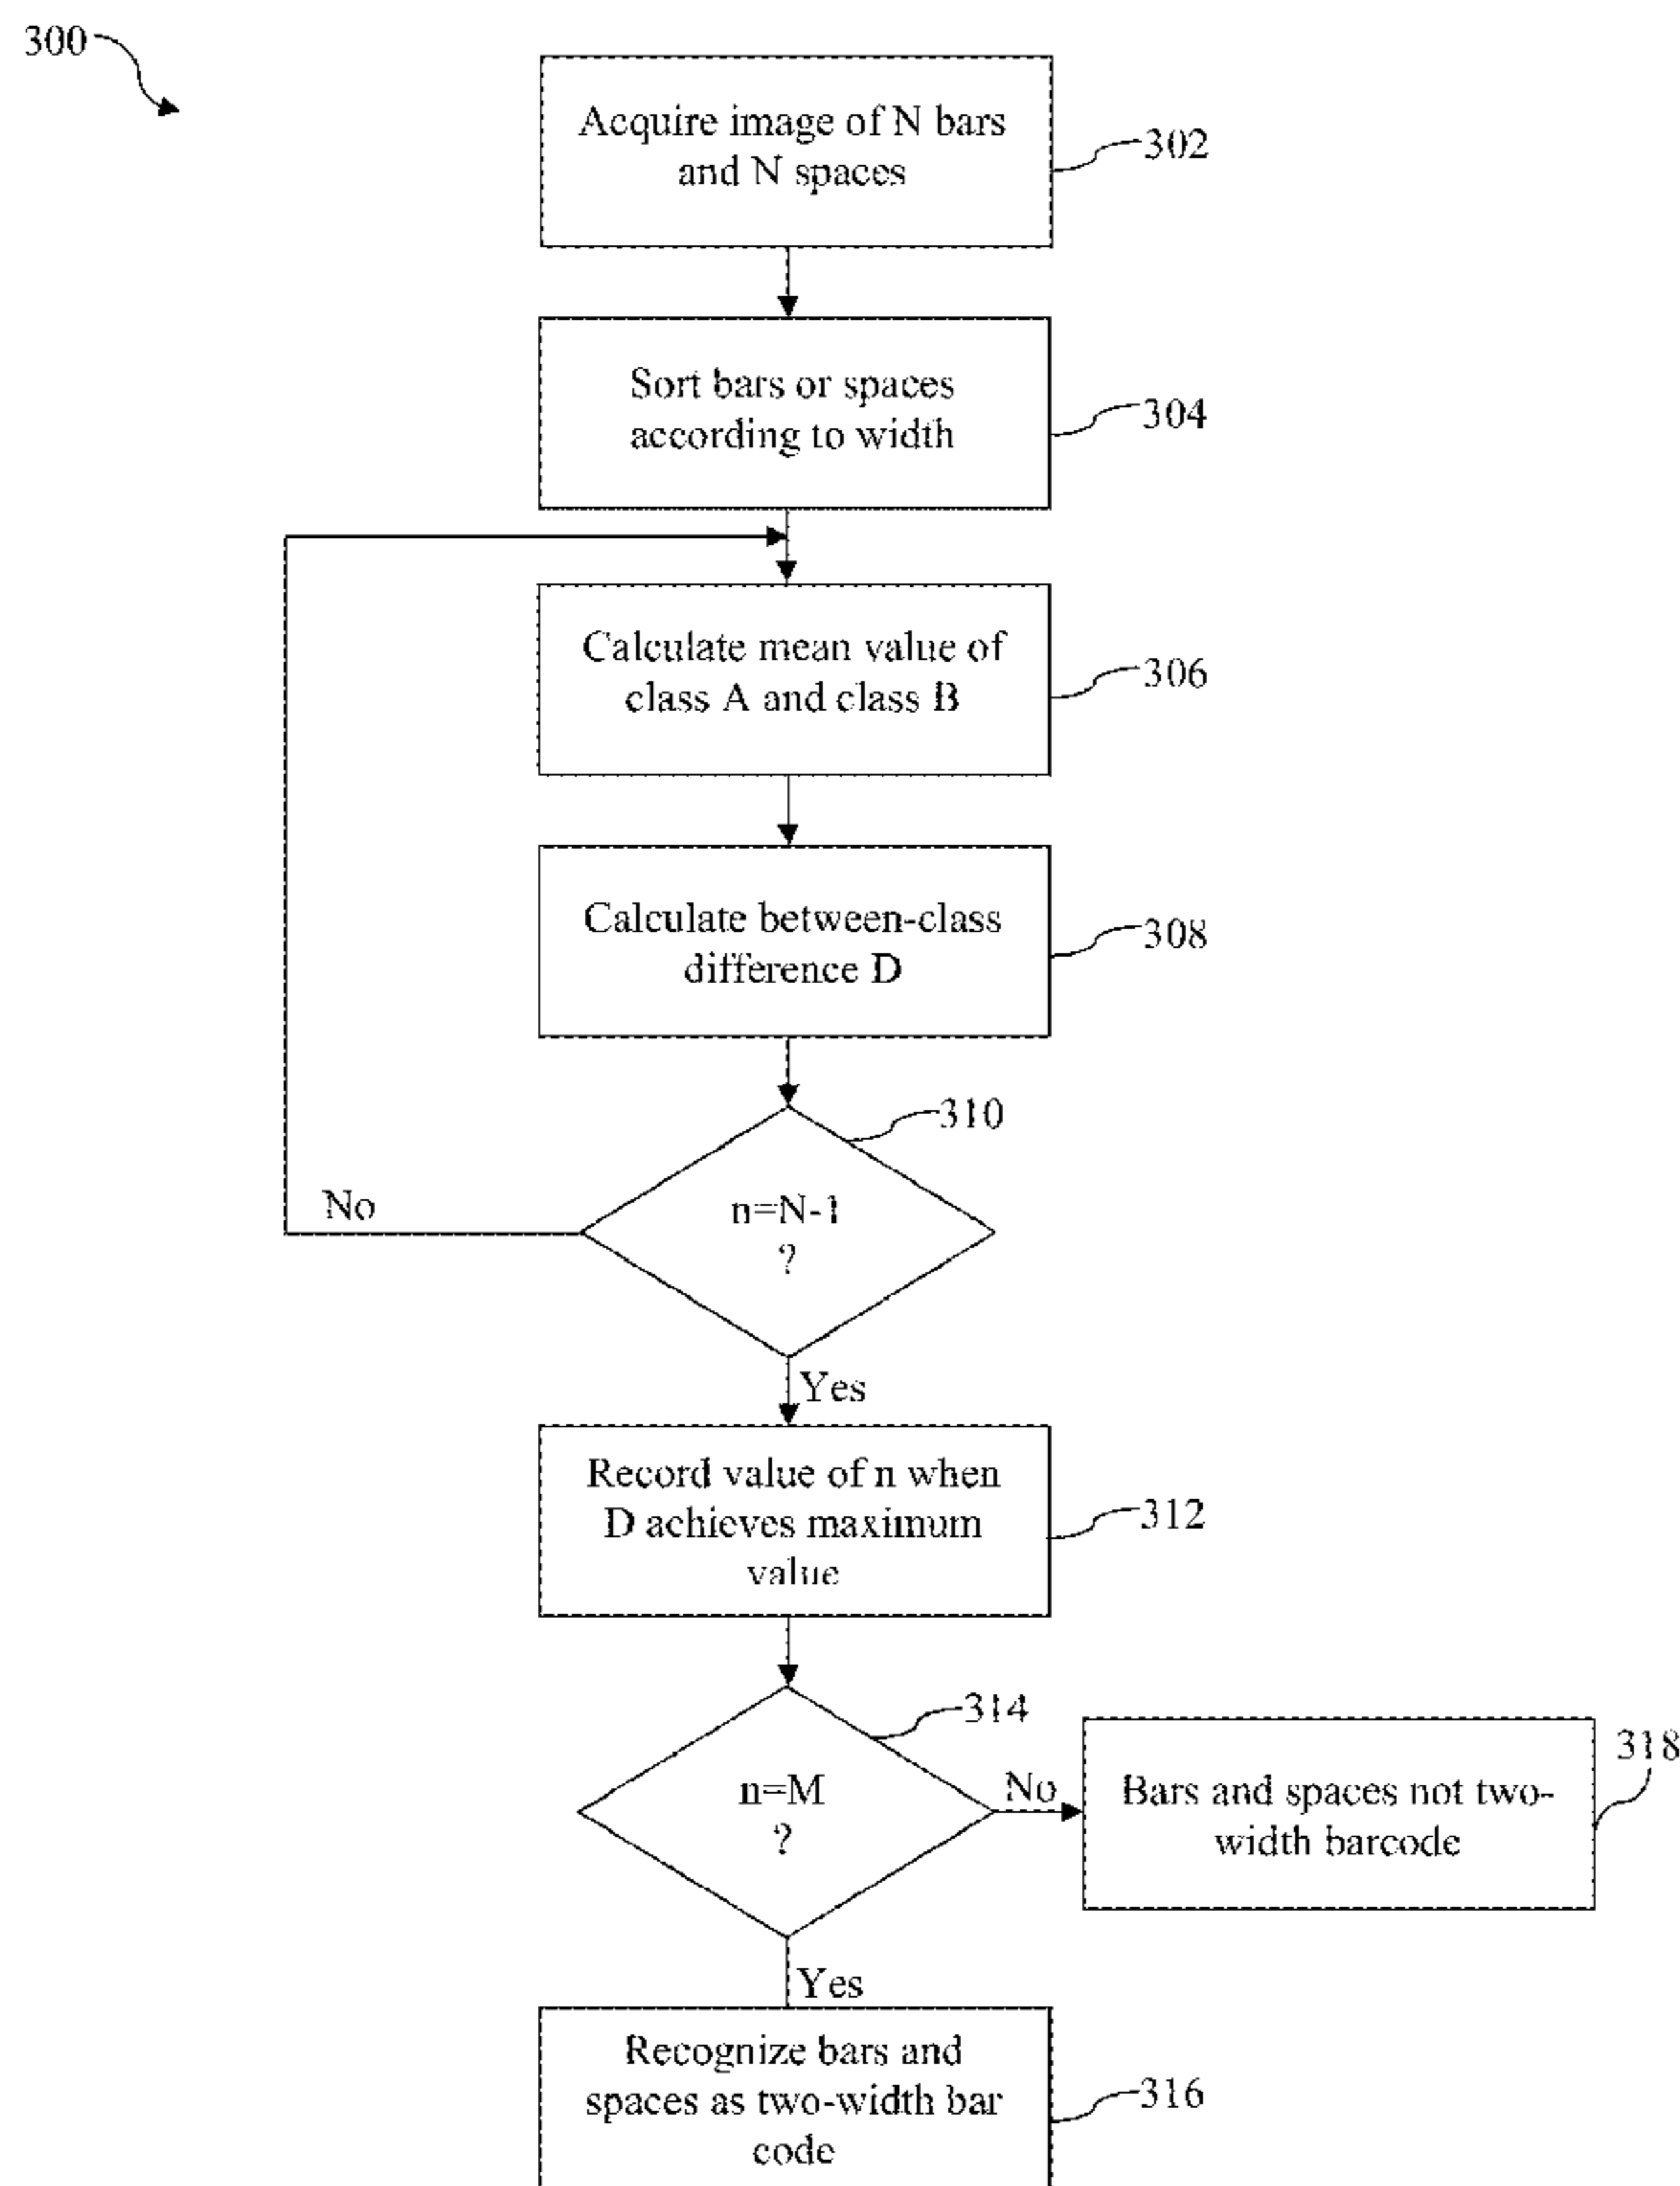 300
Acquire image of N bars
and N spaces
302
Sort bars or spaces
according to width
304
Calculate mean value of
class A and class B
306
Calculate between-class
difference D
308
310
n=N-1
?
No
Yes
Record value of n when
D achieves maximum
value
312
314
n=M
?
No
Bars and spaces not two-
width barcode
318
Yes
Recognize bars and
spaces as two-width bar
code
316